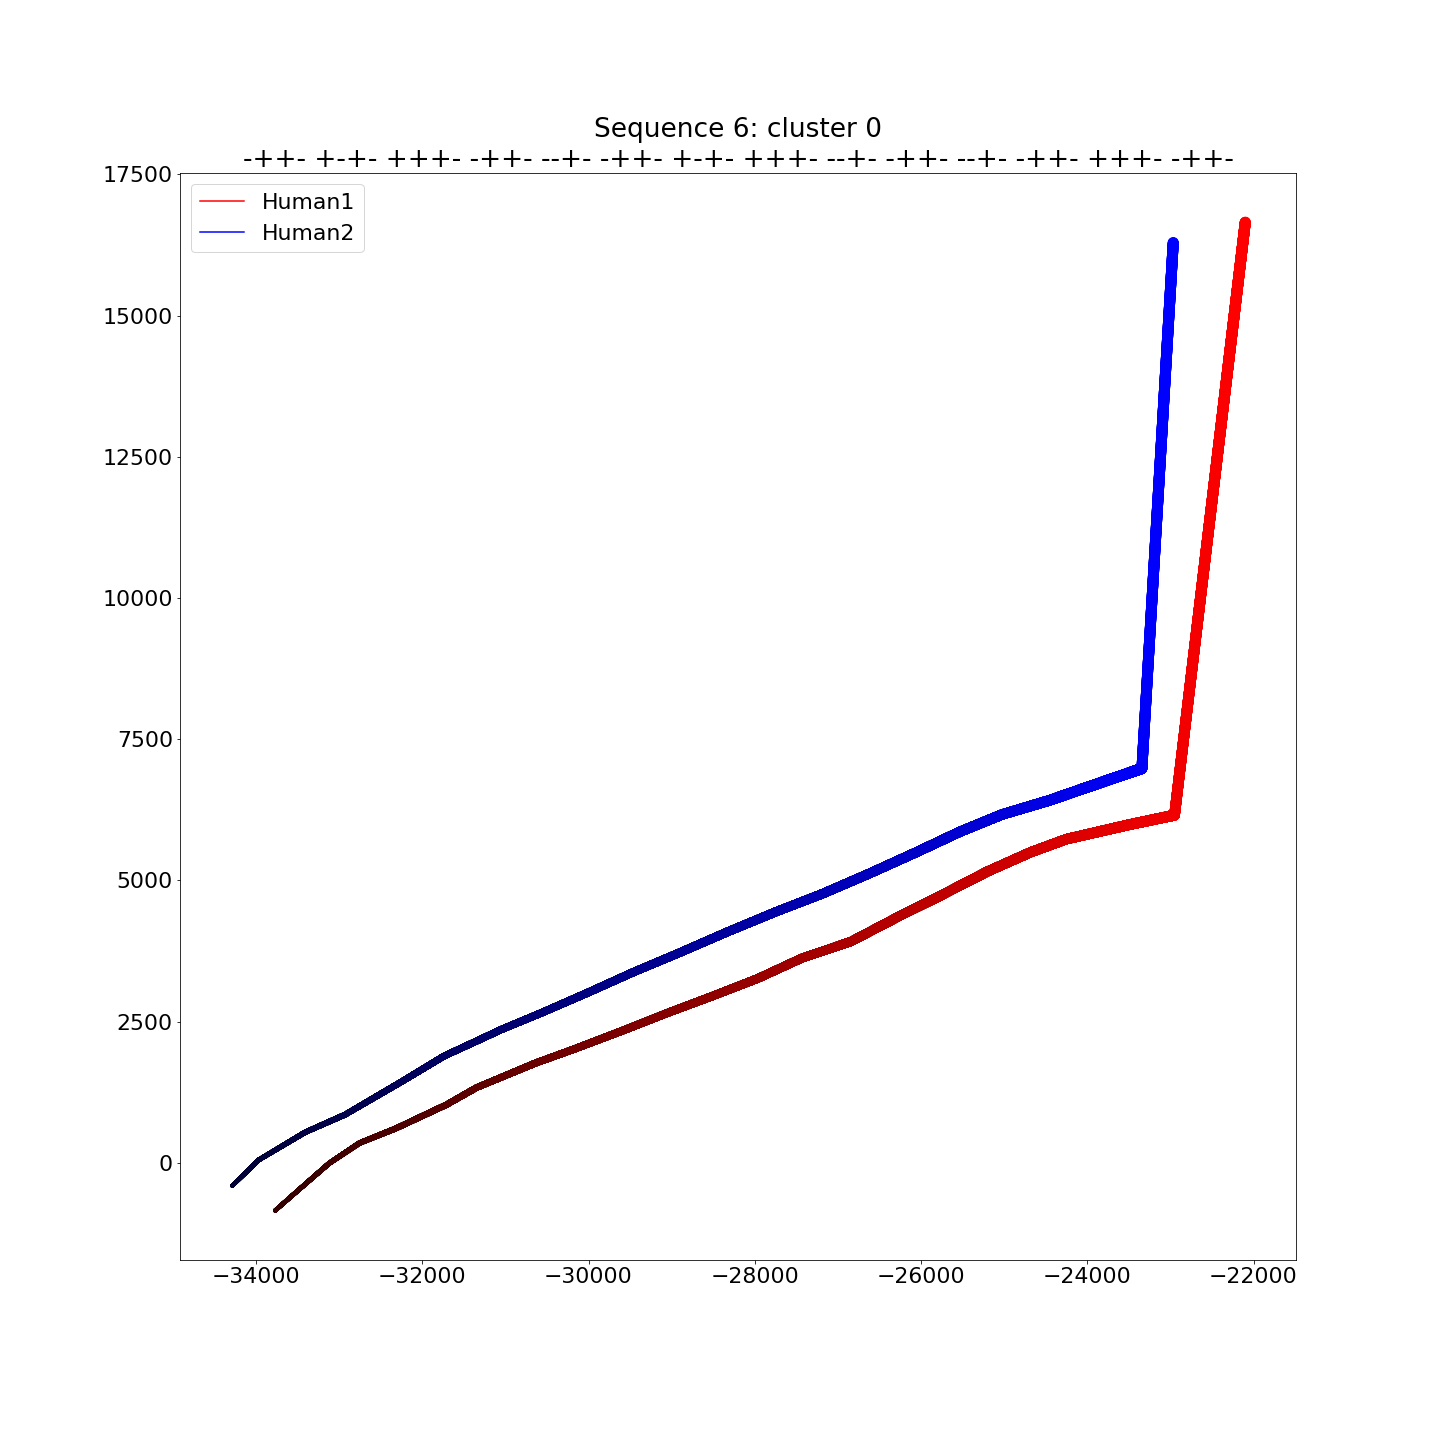 Sequence 6: cluster 0
-++- +-+- +++- -++- --+- -++- +-+- +++- --+- -++- --+- -++- +++- -++-
17500
Human1
Human2
15000
12500
10000
7500
5000
2500
0
−34000 −32000 −30000 −28000 −26000 −24000 −22000